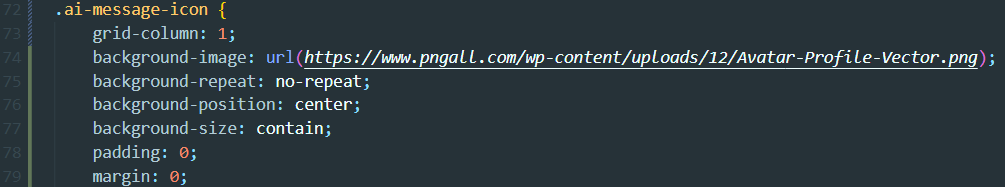 72 .ai-message-icon {
73 grid-column: 1;
74 background-image: url(https://www.pngall.com/wp-content/uploads/12/Avatar-Profile-Vector.png);
75 background-repeat: no-repeat;
76 background-position: center;
77 background-size: contain;
78 padding: 0;
79 margin: 0;